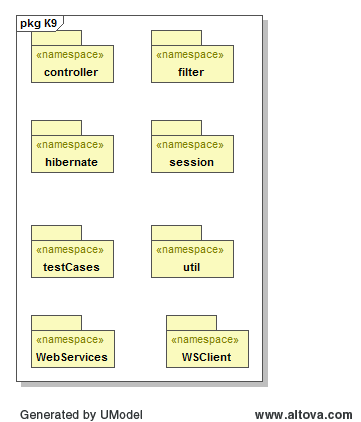 pkg K9
«namespace»
controller
«namespace»
filter
«namespace»
hibernate
«namespace»
session
«namespace»
testCases
«namespace»
util
«namespace»
WebServices
«namespace»
WSClient
Generated by UModel
www.altova.com